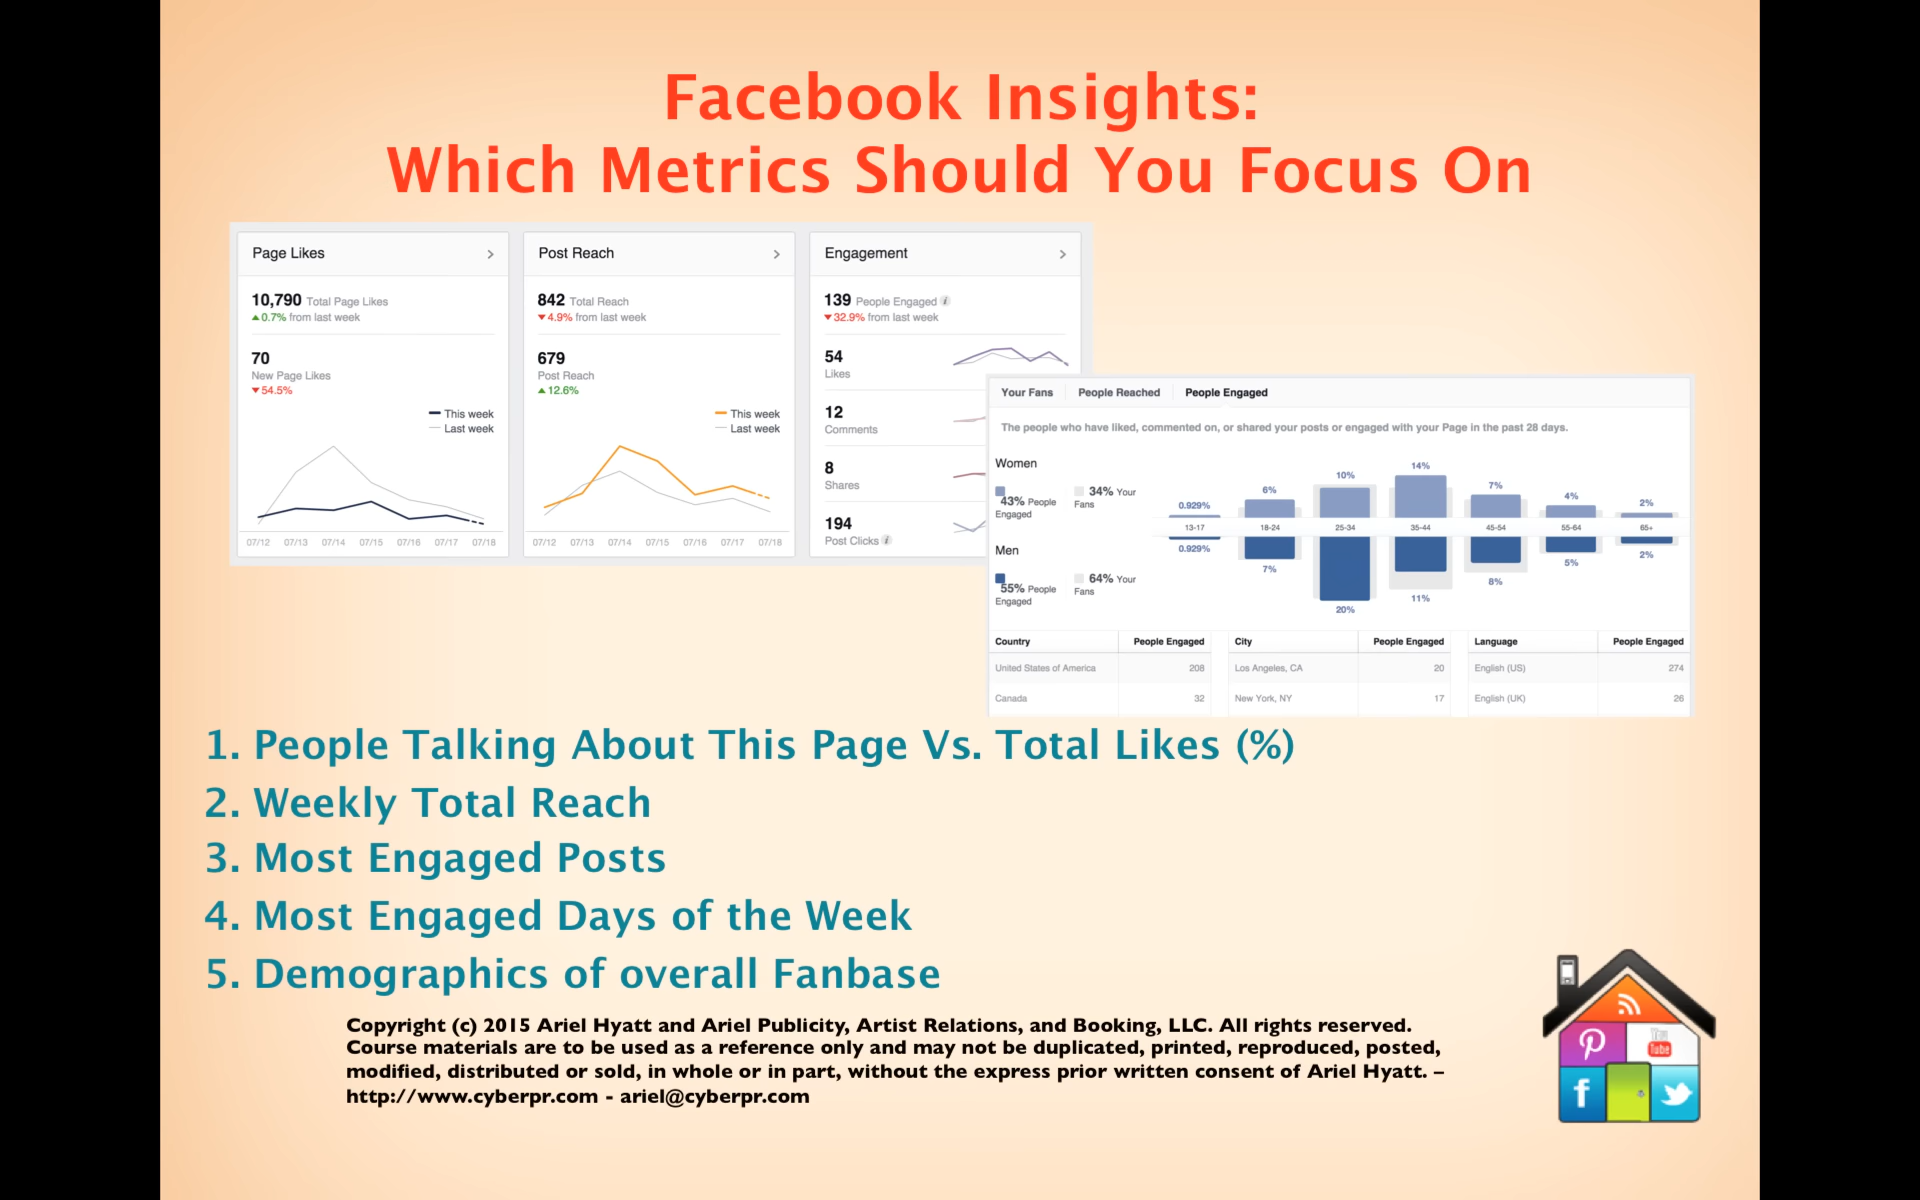 Facebook Insights:
Which Metrics Should You Focus On
Page Likes
10,790 Total Page Likes
0.7% from last week
70
New Page Likes
54.5%
This week
Last week
07/12 07/13 07/14 07/15 07/16 07/17 07/18
Post Reach
842 Total Reach
4.9% from last week
679
Post Reach
12.6%
This week
Last week
07/12 07/13 07/14 07/15 07/16 07/17 07/18
Engagement
139 People Engaged i
32.9% from last week
54
Likes
12
Comments
8
Shares
194
Post Clicks i
Your Fans People Reached People Engaged
The people who have liked, commented on, or shared your posts or engaged with your Page in the past 28 days.
Women
43% People
Engaged
34% Your
Fans
0.929% 6% 10% 14% 7% 4% 2%
13-17 18-24 25-34 35-44 45-54 55-64 65+
Men
55% People
Engaged
64% Your
Fans
0.929% 7% 20% 11% 8% 5% 2%
Country People Engaged City People Engaged Language People Engaged
United States of America 208 Los Angeles, CA 20 English (US) 274
Canada 32 New York, NY 17 English (UK) 26
1. People Talking About This Page Vs. Total Likes (%)
2. Weekly Total Reach
3. Most Engaged Posts
4. Most Engaged Days of the Week
5. Demographics of overall Fanbase
Copyright (c) 2015 Ariel Hyatt and Ariel Publicity, Artist Relations, and Booking, LLC. All rights reserved.
Course materials are to be used as a reference only and may not be duplicated, printed, reproduced, posted,
modified, distributed or sold, in whole or in part, without the express prior written consent of Ariel Hyatt. –
http://www.cyberpr.com - ariel@cyberpr.com
You
Tube
f